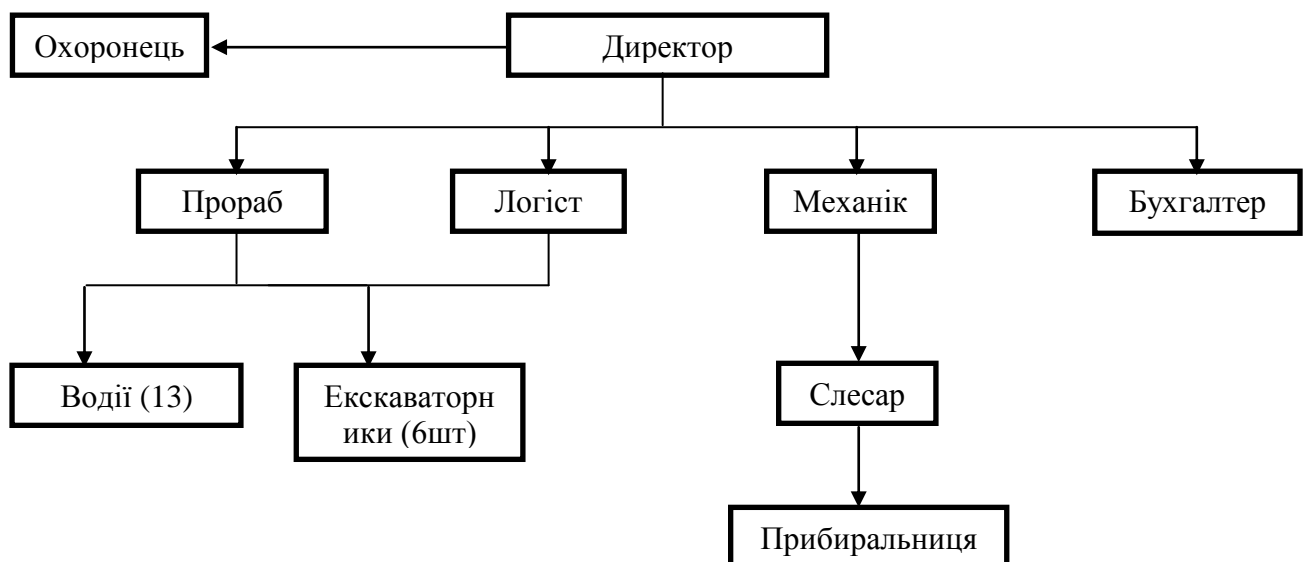 Охоронець
Директор
Прораб
Логіст
Механік
Бухгалтер
Водії (13)
Екскаваторн
ики (6шт)
Слесар
Прибиральниця